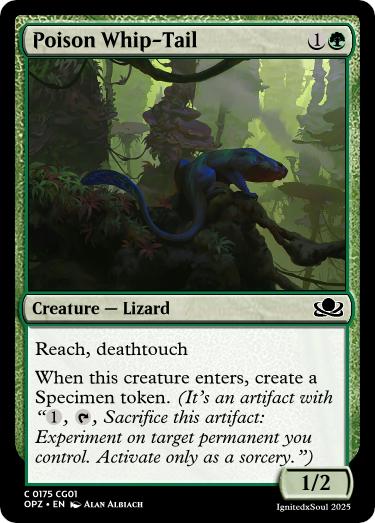 Poison Whip-Tail 1
Creature — Lizard
Reach, deathtouch
When this creature enters, create a
Specimen token. (It's an artifact with
“1, , Sacrifice this artifact:
Experiment on target permanent you
control. Activate only as a sorcery.”)
1/2
C 0175 CG01
OPZ • EN Alan Albiach
IgnitedxSoul 2025